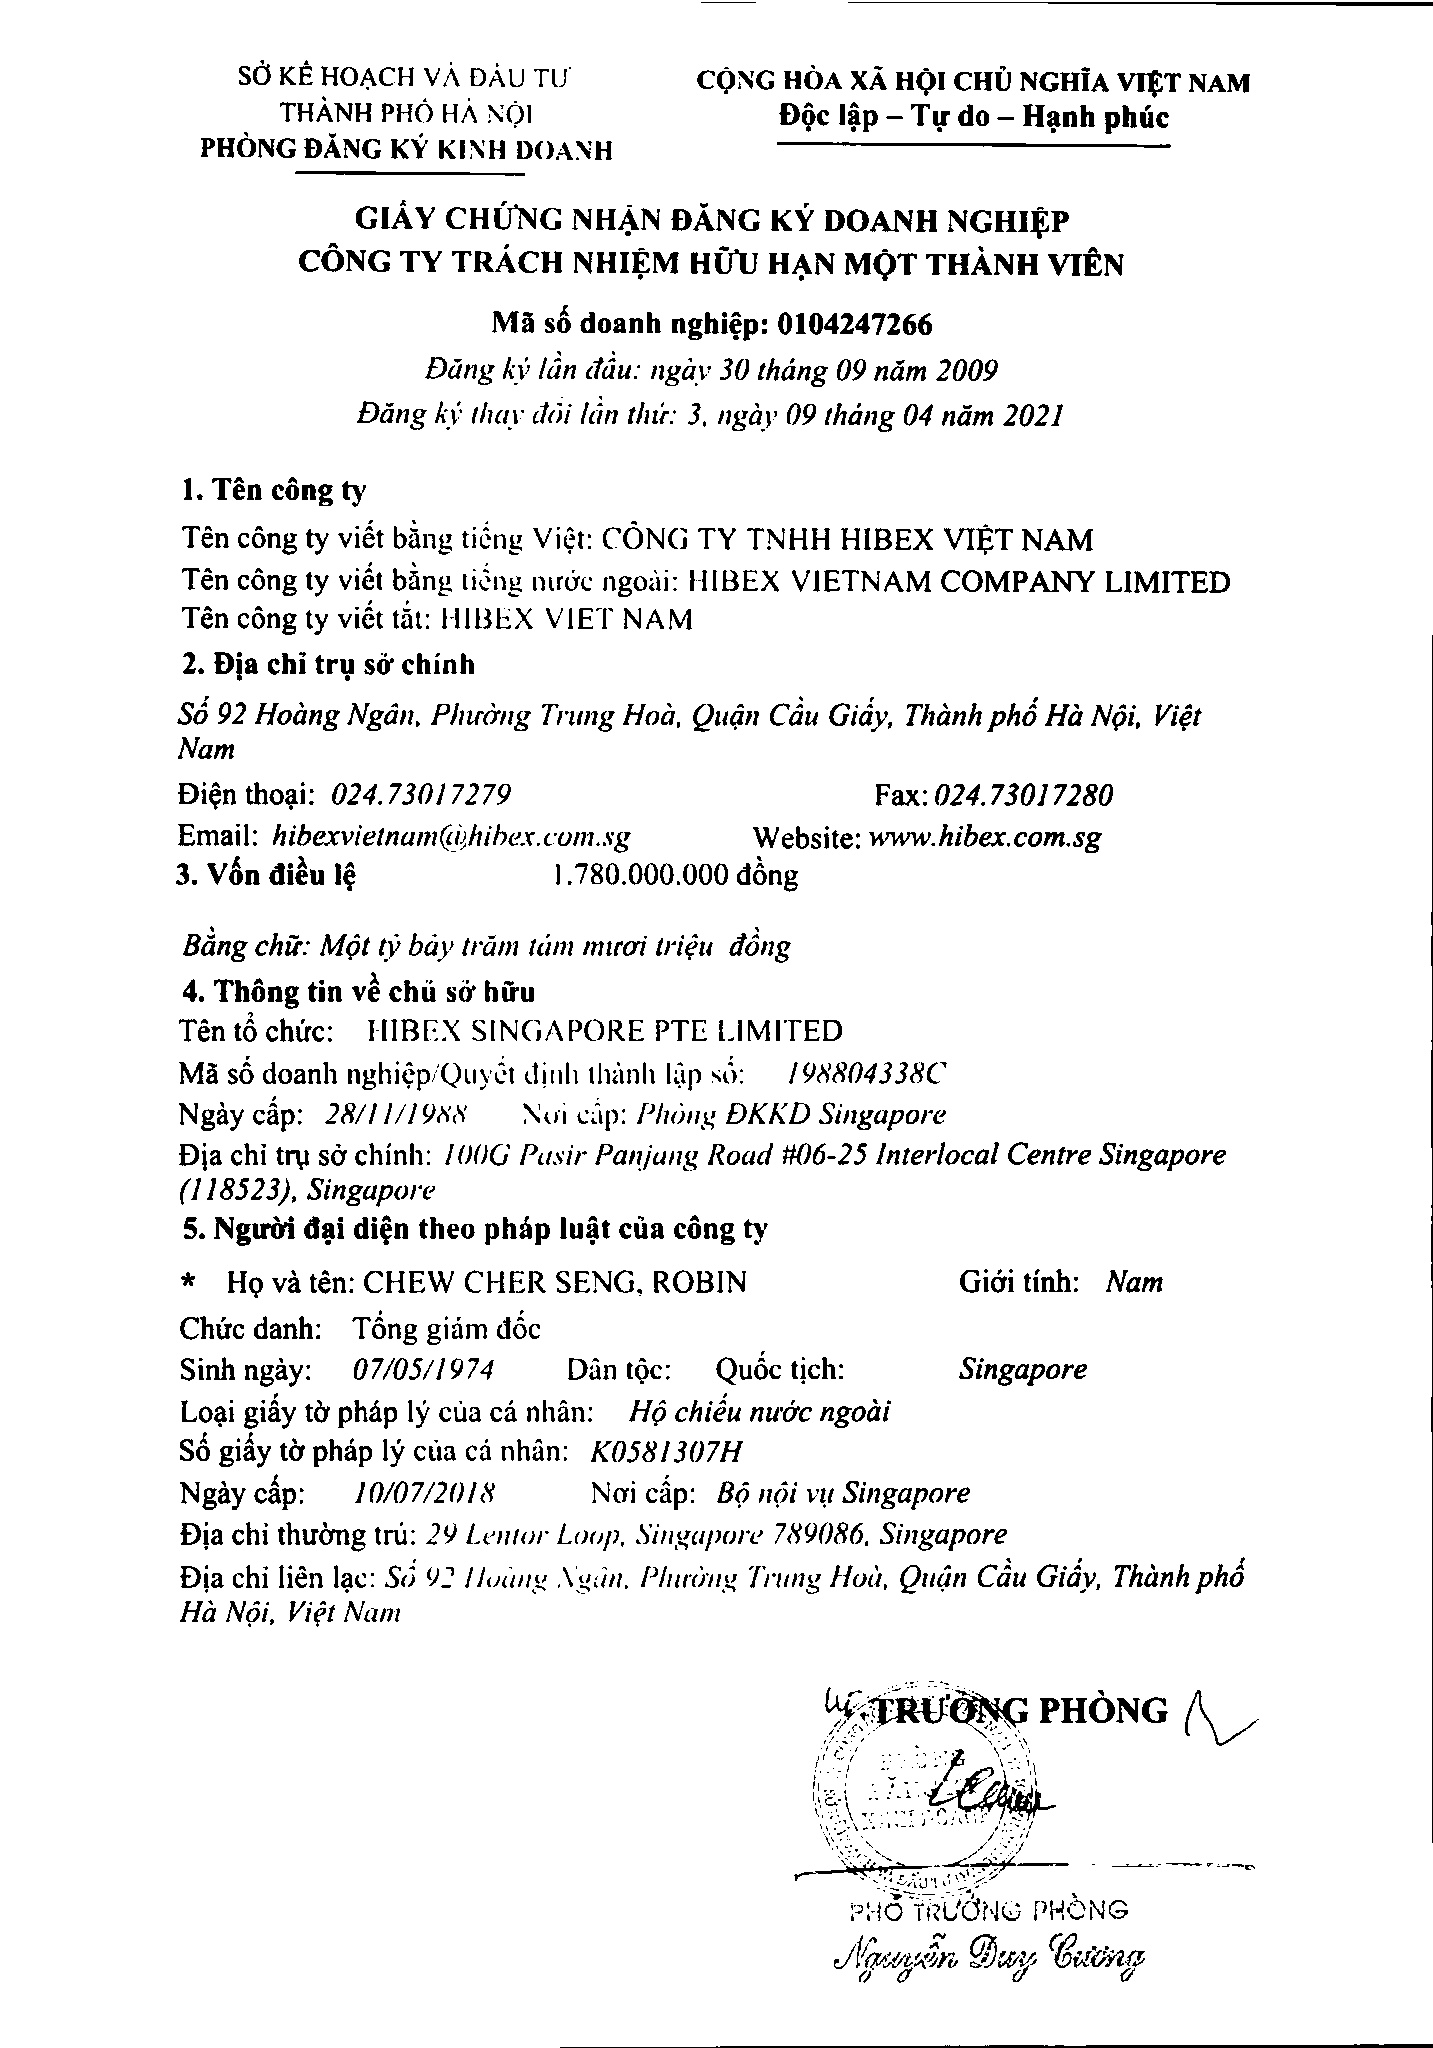 SỞ KẾ HOẠCH VÀ ĐẦU TƯ
THÀNH PHỐ HÀ NỘI
PHÒNG ĐĂNG KÝ KINH DOANH
CỘNG HÒA XÃ HỘI CHỦ NGHĨA VIỆT NAM
Độc lập – Tự do – Hạnh phúc
GIẤY CHỨNG NHẬN ĐĂNG KÝ DOANH NGHIỆP
CÔNG TY TRÁCH NHIỆM HỮU HẠN MỘT THÀNH VIÊN
Mã số doanh nghiệp: 0104247266
Đăng ký lần đầu: ngày 30 tháng 09 năm 2009
Đăng ký thay đổi lần thứ: 3, ngày 09 tháng 04 năm 2021
1. Tên công ty
Tên công ty viết bằng tiếng Việt: CÔNG TY TNHH HIBEX VIỆT NAM
Tên công ty viết bằng tiếng nước ngoài: HIBEX VIETNAM COMPANY LIMITED
Tên công ty viết tắt: HIBEX VIET NAM
2. Địa chỉ trụ sở chính
Số 92 Hoàng Ngân, Phường Trung Hoà, Quận Cầu Giấy, Thành phố Hà Nội, Việt
Nam
Điện thoại: 024.73017279 Fax: 024.73017280
Email: hibexvietnam@hibex.com.sg Website: www.hibex.com.sg
3. Vốn điều lệ 1.780.000.000 đồng
Bằng chữ: Một tỷ bảy trăm tám mươi triệu đồng
4. Thông tin về chủ sở hữu
Tên tổ chức: HIBEX SINGAPORE PTE LIMITED
Mã số doanh nghiệp/Quyết định thành lập số: 198804338C
Ngày cấp: 28/11/1988 Nơi cấp: Phòng ĐKKD Singapore
Địa chỉ trụ sở chính: 100G Pasir Panjang Road #06-25 Interlocal Centre Singapore
(118523), Singapore
5. Người đại diện theo pháp luật của công ty
* Họ và tên: CHEW CHER SENG, ROBIN Giới tính: Nam
Chức danh: Tổng giám đốc
Sinh ngày: 07/05/1974 Dân tộc: Quốc tịch: Singapore
Loại giấy tờ pháp lý của cá nhân: Hộ chiếu nước ngoài
Số giấy tờ pháp lý của cá nhân: K0581307H
Ngày cấp: 10/07/2018 Nơi cấp: Bộ nội vụ Singapore
Địa chỉ thường trú: 29 Lentor Loop, Singapore 789086, Singapore
Địa chỉ liên lạc: Số 92 Hoàng Ngân, Phường Trung Hoà, Quận Cầu Giấy, Thành phố
Hà Nội, Việt Nam
TRƯỞNG PHÒNG
PHÓ TRƯỞNG PHÒNG
Nguyễn Duy Cương